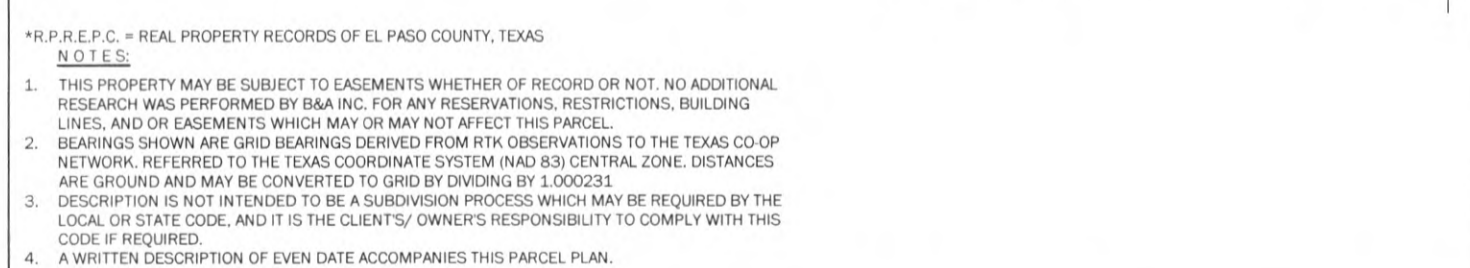 *R.P.R.E.P.C. = REAL PROPERTY RECORDS OF EL PASO COUNTY, TEXAS
N O T E S:
1. THIS PROPERTY MAY BE SUBJECT TO EASEMENTS WHETHER OF RECORD OR NOT. NO ADDITIONAL
RESEARCH WAS PERFORMED BY B&A INC. FOR ANY RESERVATIONS, RESTRICTIONS, BUILDING
LINES, AND OR EASEMENTS WHICH MAY OR MAY NOT AFFECT THIS PARCEL.
2. BEARINGS SHOWN ARE GRID BEARINGS DERIVED FROM RTK OBSERVATIONS TO THE TEXAS CO-OP
NETWORK. REFERRED TO THE TEXAS COORDINATE SYSTEM (NAD 83) CENTRAL ZONE. DISTANCES
ARE GROUND AND MAY BE CONVERTED TO GRID BY DIVIDING BY 1.000231
3. DESCRIPTION IS NOT INTENDED TO BE A SUBDIVISION PROCESS WHICH MAY BE REQUIRED BY THE
LOCAL OR STATE CODE, AND IT IS THE CLIENT'S/ OWNER'S RESPONSIBILITY TO COMPLY WITH THIS
CODE IF REQUIRED.
4. A WRITTEN DESCRIPTION OF EVEN DATE ACCOMPANIES THIS PARCEL PLAN.